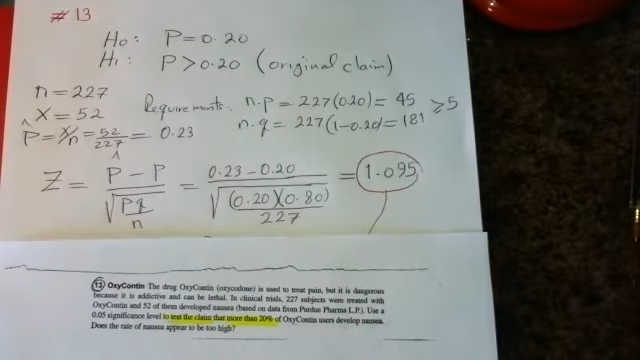 # 13
Ho: P=0.20
H1: P>0.20 (original claim)
n=227
X=52
P̂=x/n=52/227=0.23
Requirements: n.p = 227(0.20)= 45 ≥5
n.q = 227(1-0.20)=181
Z = P̂ - P / √(Pq/n) = 0.23-0.20 / √((0.20)(0.80)/227) = 1.095
13 OxyContin The drug OxyContin (oxycodone) is used to treat pain, but it is dangerous
because it is addictive and can be lethal. In clinical trials, 227 subjects were treated with
OxyContin and 52 of them developed nausea (based on data from Purdue Pharma L.P.). Use a
0.05 significance level to test the claim that more than 20% of OxyContin users develop nausea.
Does the rate of nausea appear to be too high?